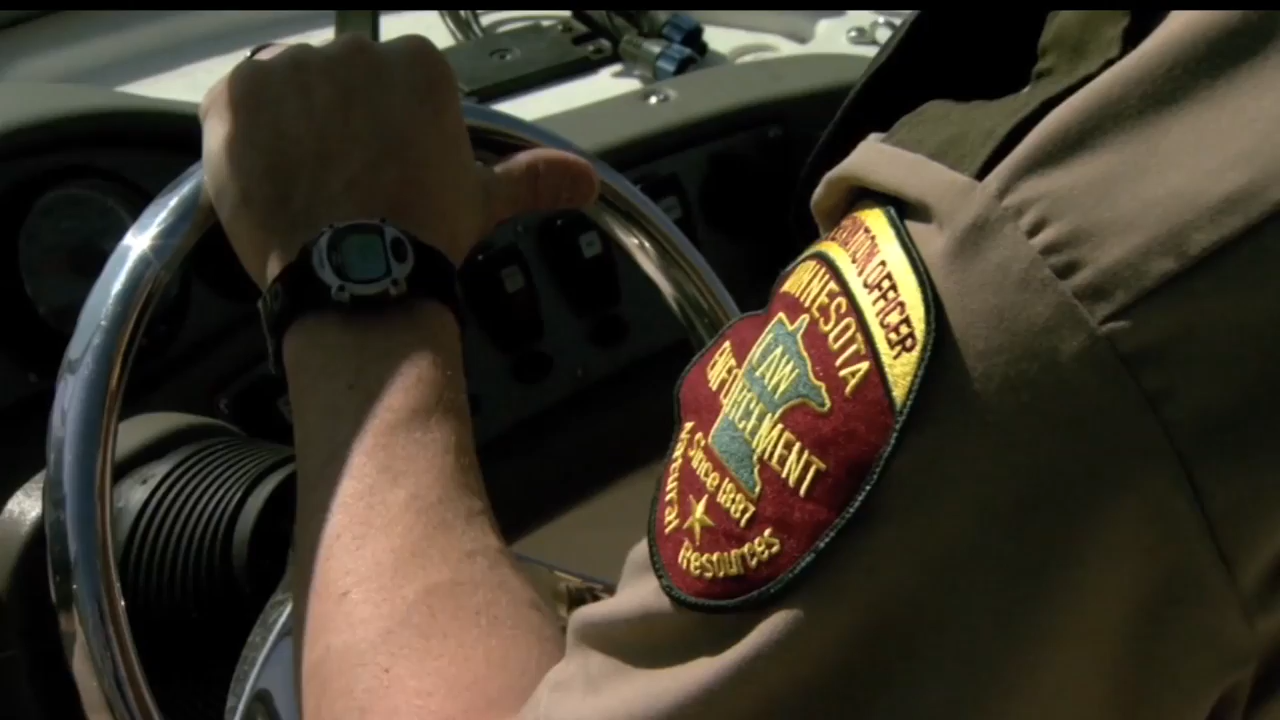 OFFICER
MINNESOTA
LAW
ENFORCEMENT
Since 1887
Natural
Resources